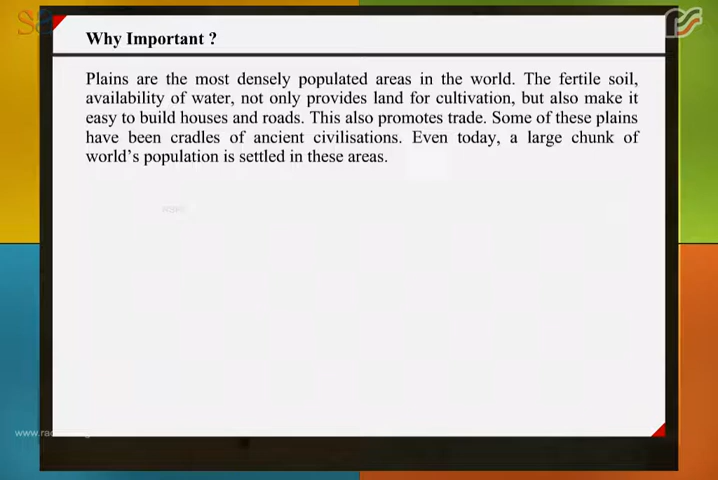 Why Important ?
Plains are the most densely populated areas in the world. The fertile soil,
availability of water, not only provides land for cultivation, but also make it
easy to build houses and roads. This also promotes trade. Some of these plains
have been cradles of ancient civilisations. Even today, a large chunk of
world's population is settled in these areas.